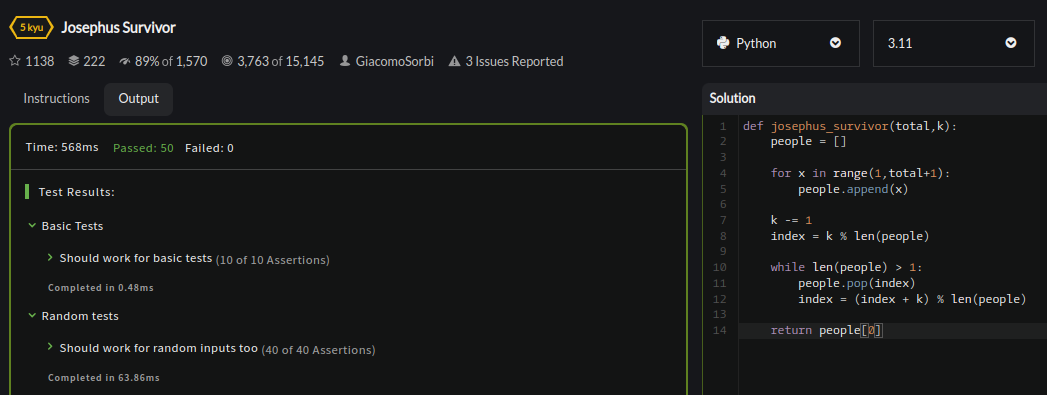 5 kyu Josephus Survivor
1138 222 89% of 1,570 3,763 of 15,145 GiacomoSorbi 3 Issues Reported
Python 3.11
Instructions Output
Time: 568ms Passed: 50 Failed: 0
Test Results:
Basic Tests
Should work for basic tests (10 of 10 Assertions)
Completed in 0.48ms
Random tests
Should work for random inputs too (40 of 40 Assertions)
Completed in 63.86ms
Solution
1 def josephus_survivor(total,k):
2     people = []
3
4     for x in range(1,total+1):
5         people.append(x)
6
7     k -= 1
8     index = k % len(people)
9
10     while len(people) > 1:
11         people.pop(index)
12         index = (index + k) % len(people)
13
14     return people[0]